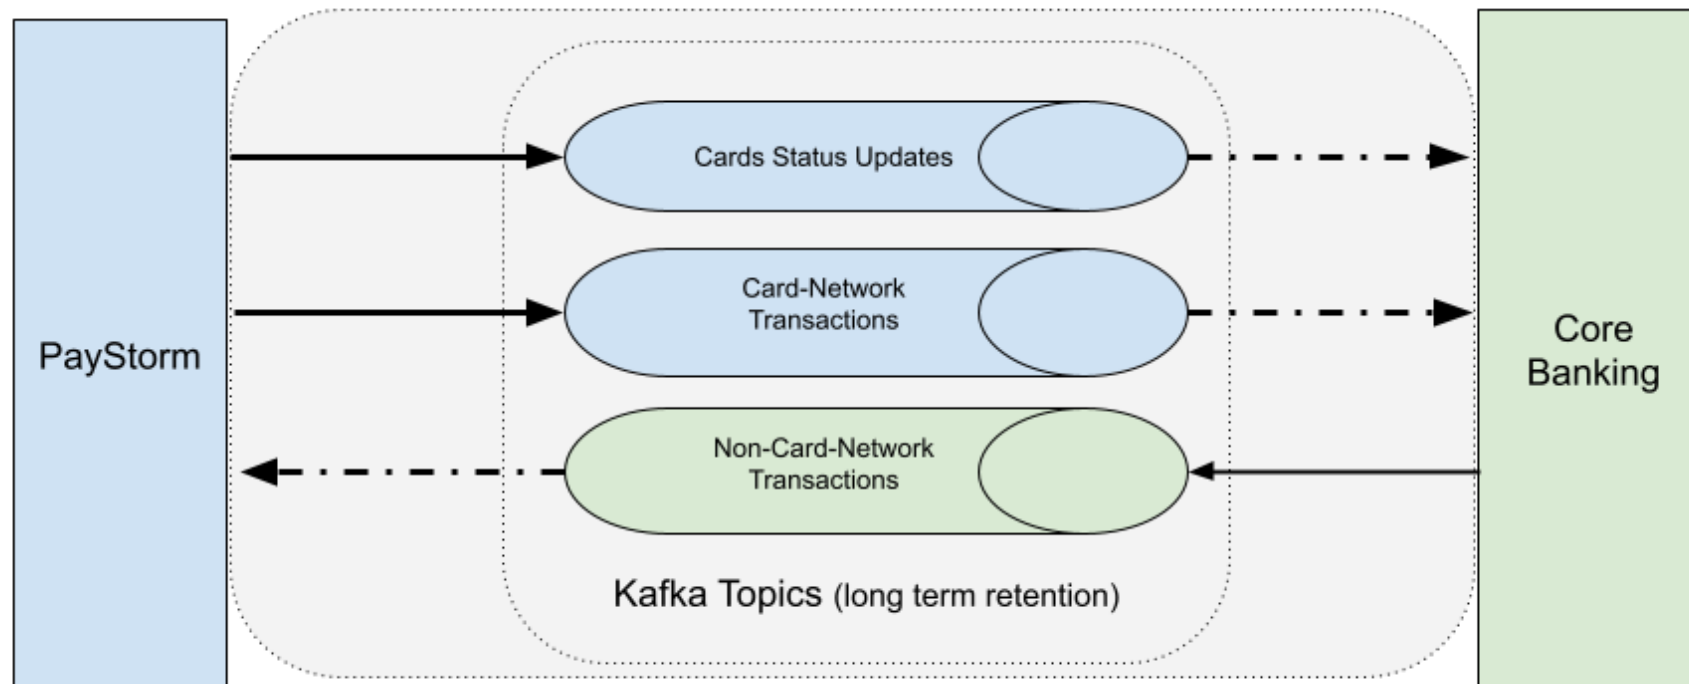 Cards Status Updates
Card-Network
Transactions
PayStorm
Core
Banking
Non-Card-Network
Transactions
Kafka Topics (long term retention)